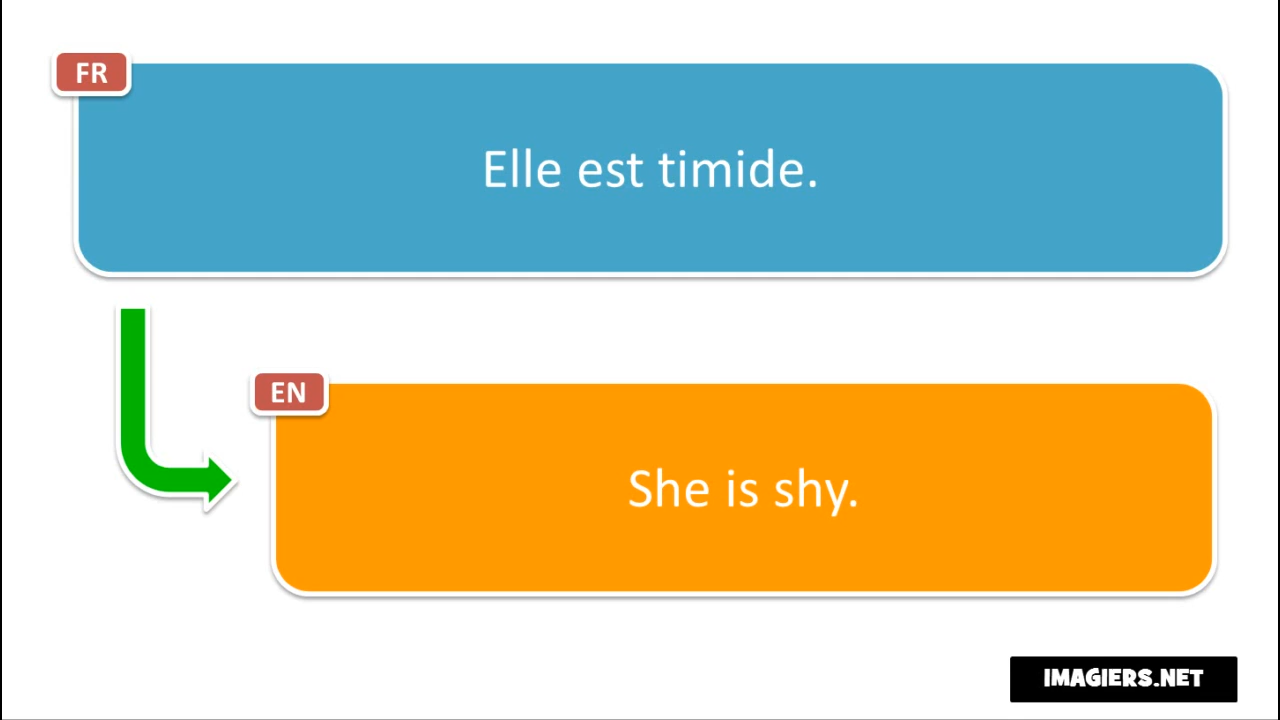 FR
Elle est timide.
EN
She is shy.
IMAGIERS.NET